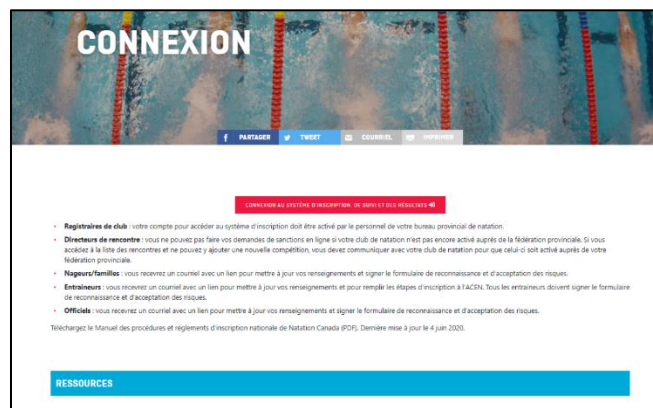 CONNEXION
PARTAGER TWEET COURRIEL IMPRIMER
CONNEXION AU SYSTÈME D'INSCRIPTION, DE SUIVI ET DES RÉSULTATS
• Registraires de club : votre compte pour accéder au système d'inscription doit être activé par le personnel de votre bureau provincial de natation.
• Directeurs de rencontre : vous ne pouvez pas faire vos demandes de sanctions en ligne si votre club de natation n'est pas encore activé auprès de la fédération provinciale. Si vous
accédez à la liste des rencontres et ne pouvez y ajouter une nouvelle compétition, vous devez communiquer avec votre club de natation pour que celui-ci soit activé auprès de votre
fédération provinciale.
• Nageurs/familles : vous recevrez un courriel avec un lien pour mettre à jour vos renseignements et signer le formulaire de reconnaissance et d'acceptation des risques.
• Entraineurs : vous recevrez un courriel avec un lien pour mettre à jour vos renseignements et pour remplir les étapes d'inscription à l'ACEN. Tous les entraineurs doivent signer le formulaire
de reconnaissance et d'acceptation des risques.
• Officiels : vous recevrez un courriel avec un lien pour mettre à jour vos renseignements et signer le formulaire de reconnaissance et d'acceptation des risques.
Téléchargez le Manuel des procédures et règlements d'inscription nationale de Natation Canada (PDF). Dernière mise à jour le 4 juin 2020.
RESSOURCES